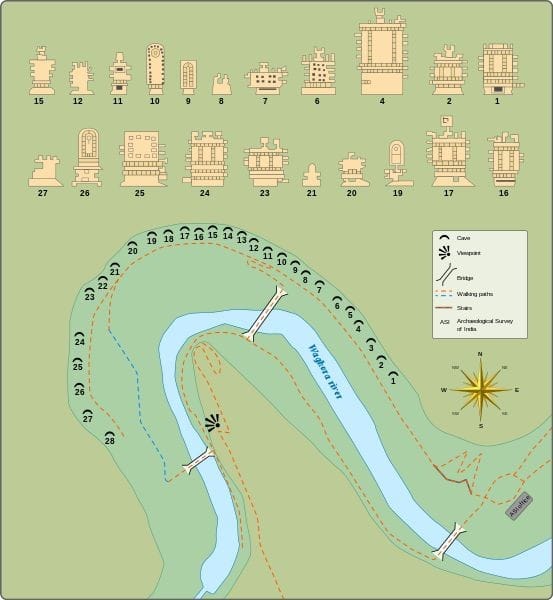 15 12 11 10 9 8 7 6 4 2 1
27 26 25 24 23 21 20 19 17 16
20 19 18 17 16 15 14 13 12 11 10 9 8 7 6 5 4 3 2 1
21
22
23
24
25
26
27
28
Waghora river
ASI office
Cave
Viewpoint
Bridge
Walking paths
Stairs
ASI Archaeological Survey
of India
N
NW NE
W E
SW SE
S